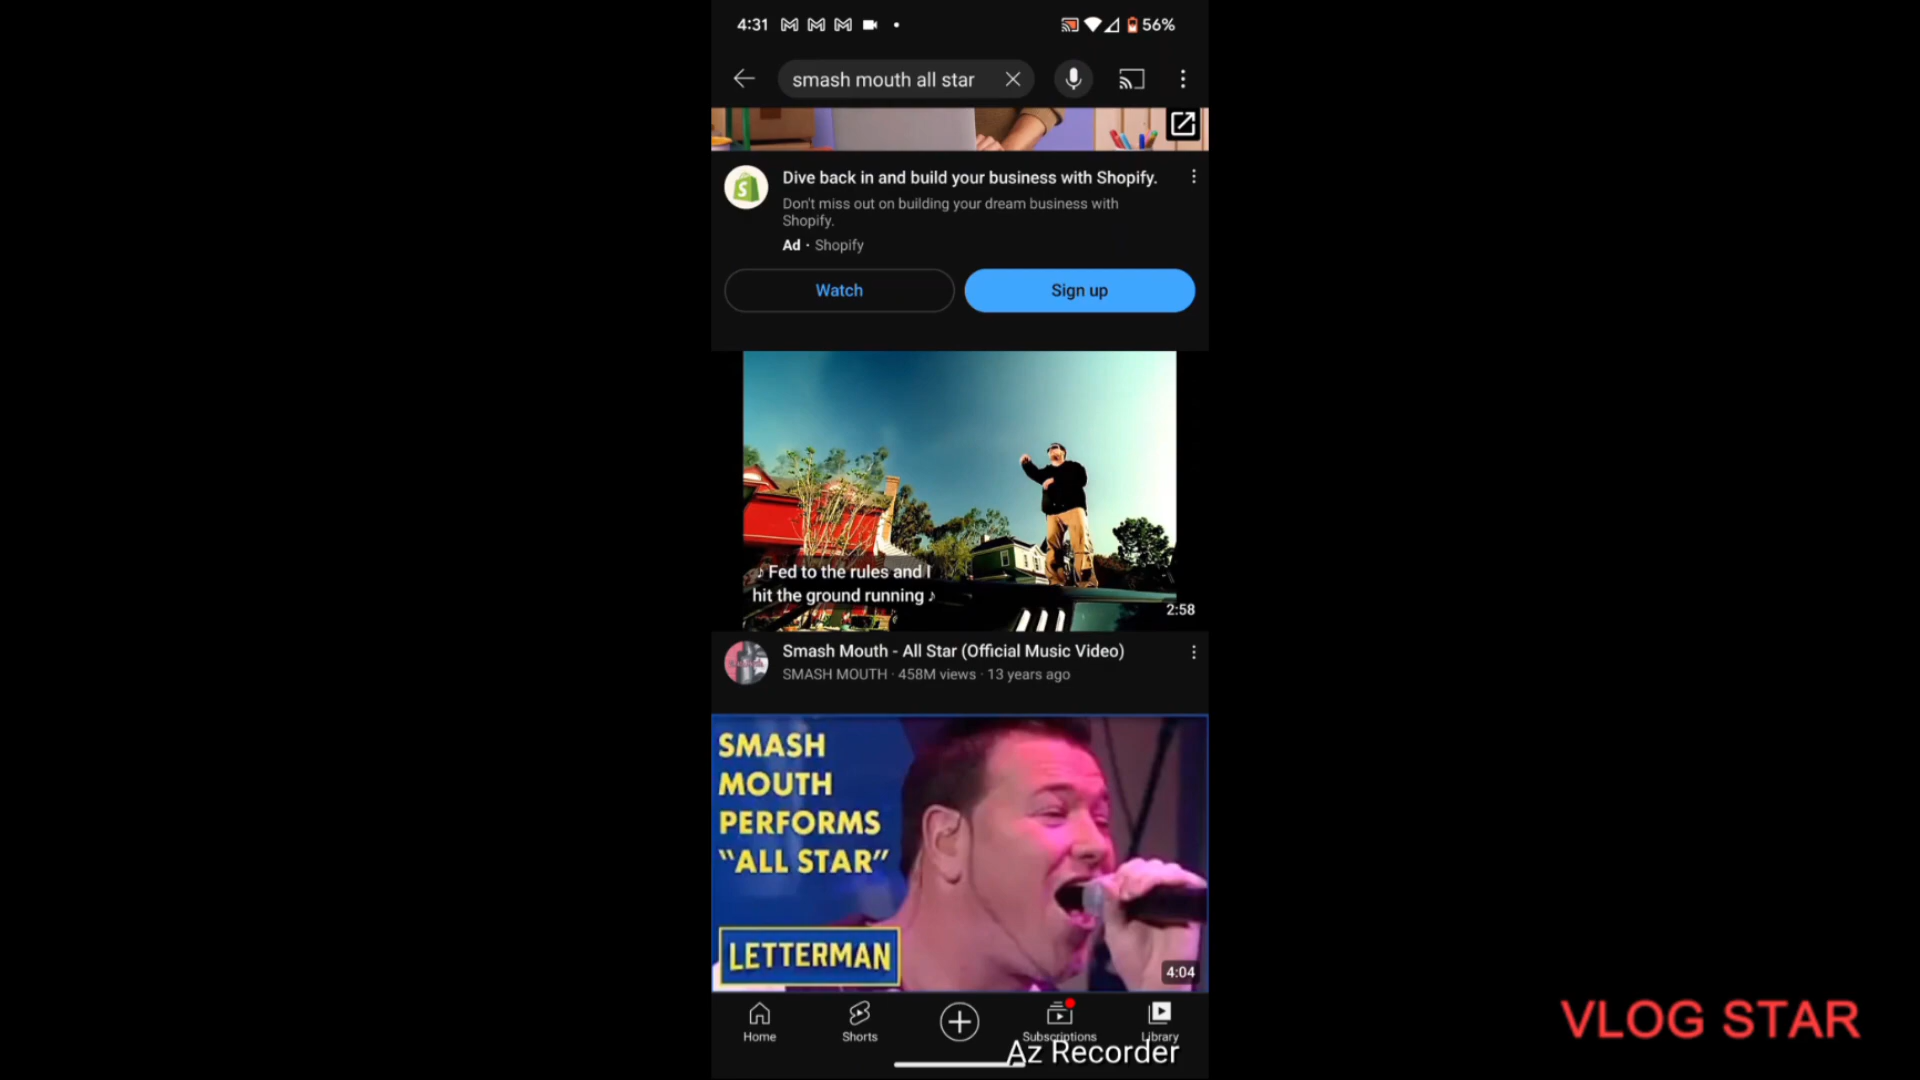 4:31
56%
smash mouth all star
Dive back in and build your business with Shopify.
Don't miss out on building your dream business with
Shopify.
Ad · Shopify
Watch
Sign up
♪ Fed to the rules and I
hit the ground running ♪
2:58
Smash Mouth - All Star (Official Music Video)
SMASH MOUTH · 458M views · 13 years ago
SMASH
MOUTH
PERFORMS
"ALL STAR"
LETTERMAN
4:04
Home
Shorts
Subscriptions
Library
Az Recorder
VLOG STAR